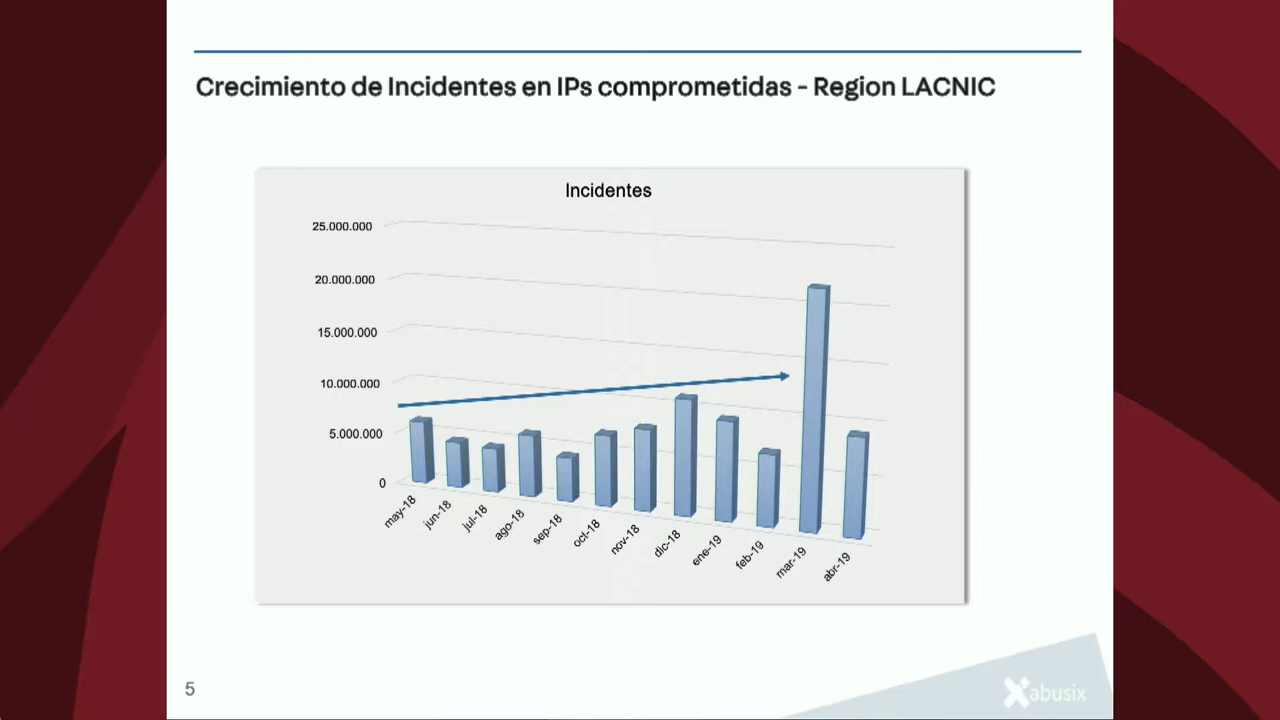 Crecimiento de Incidentes en IPs comprometidas - Region LACNIC
Incidentes
25.000.000
20.000.000
15.000.000
10.000.000
5.000.000
0
may-18
jun-18
jul-18
ago-18
sep-18
oct-18
nov-18
dic-18
ene-19
feb-19
mar-19
abr-19
5
abusix